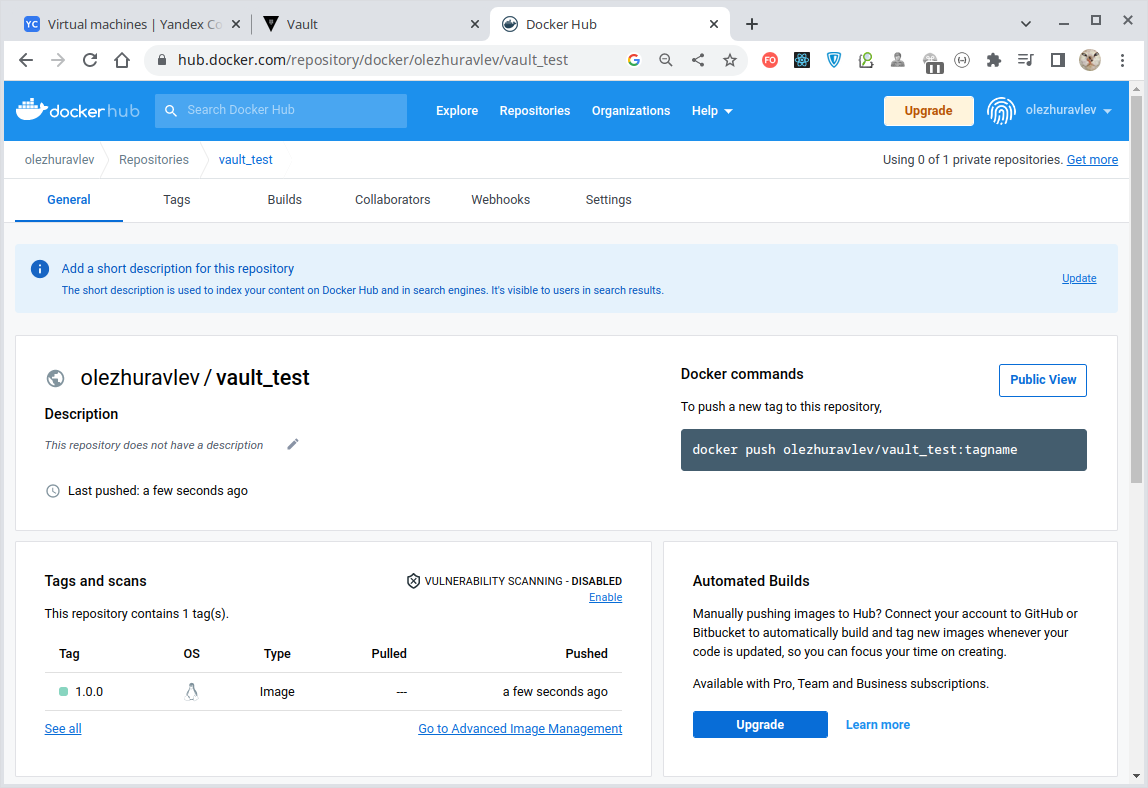 YC Virtual machines | Yandex Co
Vault
Docker Hub
hub.docker.com/repository/docker/olezhuravlev/vault_test
FO
docker hub
Search Docker Hub
Explore
Repositories
Organizations
Help
Upgrade
olezhuravlev
olezhuravlev
Repositories
vault_test
Using 0 of 1 private repositories. Get more
General
Tags
Builds
Collaborators
Webhooks
Settings
Add a short description for this repository
The short description is used to index your content on Docker Hub and in search engines. It's visible to users in search results.
Update
olezhuravlev / vault_test
Description
This repository does not have a description
Last pushed: a few seconds ago
Docker commands
Public View
To push a new tag to this repository,
docker push olezhuravlev/vault_test:tagname
Tags and scans
VULNERABILITY SCANNING - DISABLED
Enable
This repository contains 1 tag(s).
Tag OS Type Pulled Pushed
1.0.0 Image --- a few seconds ago
See all
Go to Advanced Image Management
Automated Builds
Manually pushing images to Hub? Connect your account to GitHub or
Bitbucket to automatically build and tag new images whenever your
code is updated, so you can focus your time on creating.
Available with Pro, Team and Business subscriptions.
Upgrade
Learn more